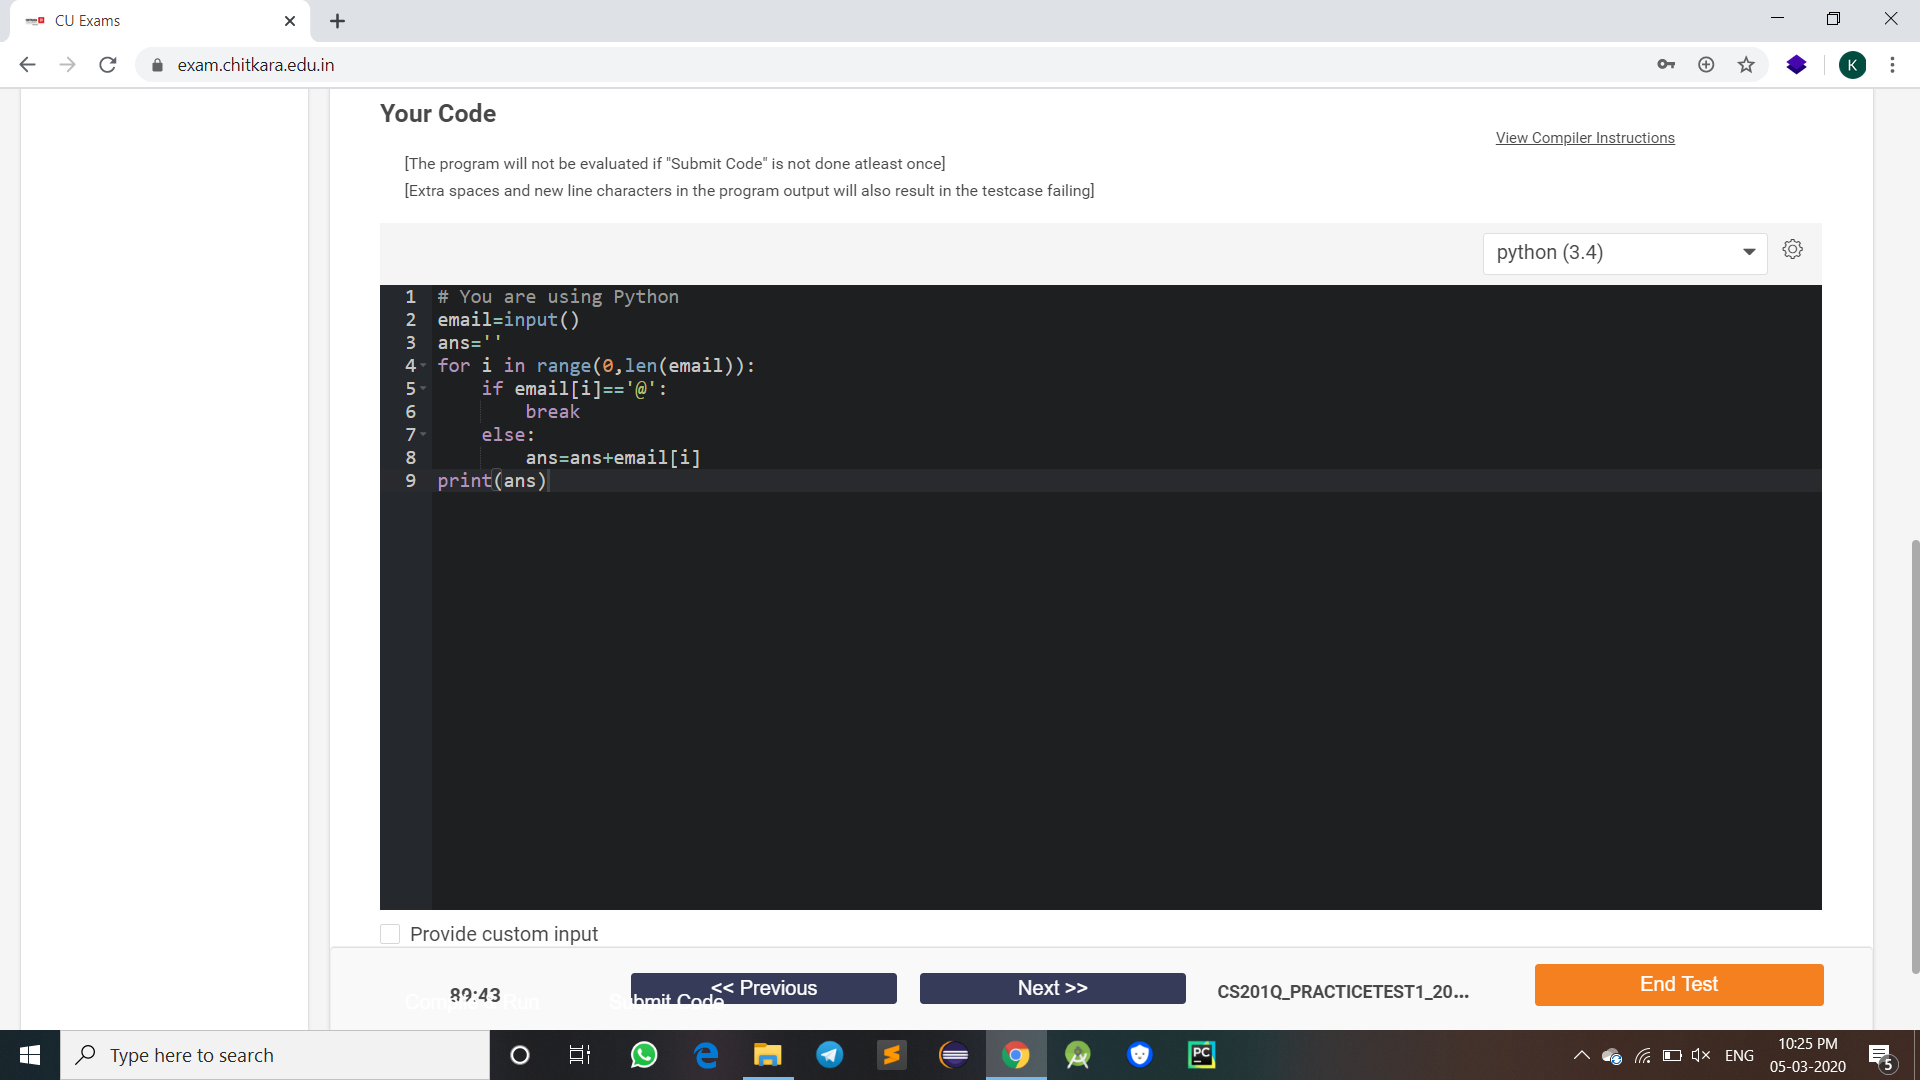 CU Exams
exam.chitkara.edu.in
K
Your Code
View Compiler Instructions
[The program will not be evaluated if "Submit Code" is not done atleast once]
[Extra spaces and new line characters in the program output will also result in the testcase failing]
python (3.4)
1 # You are using Python
2 email=input()
3 ans=''
4 for i in range(0,len(email)):
5 if email[i]=='@':
6 break
7 else:
8 ans=ans+email[i]
9 print(ans)
Provide custom input
89:43
Submit Code
<< Previous
Next >>
CS201Q_PRACTICETEST1_20...
End Test
Type here to search
PC
ENG
10:25 PM
05-03-2020
5